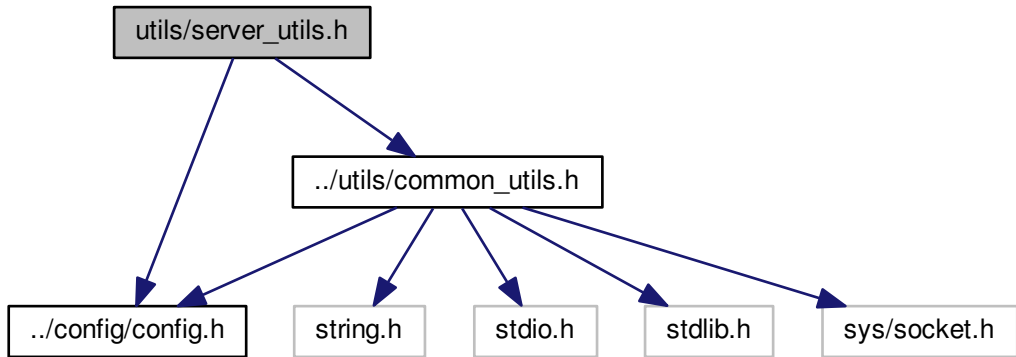 utils/server_utils.h
../utils/common_utils.h
../config/config.h
string.h
stdio.h
stdlib.h
sys/socket.h